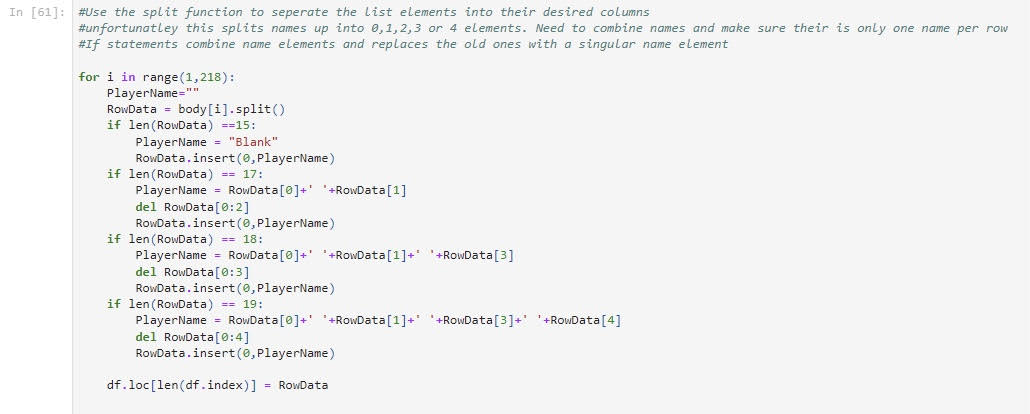 In [61]: #Use the split function to seperate the list elements into their desired columns
#unfortunatley this splits names up into 0,1,2,3 or 4 elements. Need to combine names and make sure their is only one name per row
#If statements combine name elements and replaces the old ones with a singular name element
for i in range(1,218):
PlayerName=""
RowData = body[i].split()
if len(RowData) ==15:
PlayerName = "Blank"
RowData.insert(0,PlayerName)
if len(RowData) == 17:
PlayerName = RowData[0]+' '+RowData[1]
del RowData[0:2]
RowData.insert(0,PlayerName)
if len(RowData) == 18:
PlayerName = RowData[0]+' '+RowData[1]+' '+RowData[3]
del RowData[0:3]
RowData.insert(0,PlayerName)
if len(RowData) == 19:
PlayerName = RowData[0]+' '+RowData[1]+' '+RowData[3]+' '+RowData[4]
del RowData[0:4]
RowData.insert(0,PlayerName)
df.loc[len(df.index)] = RowData